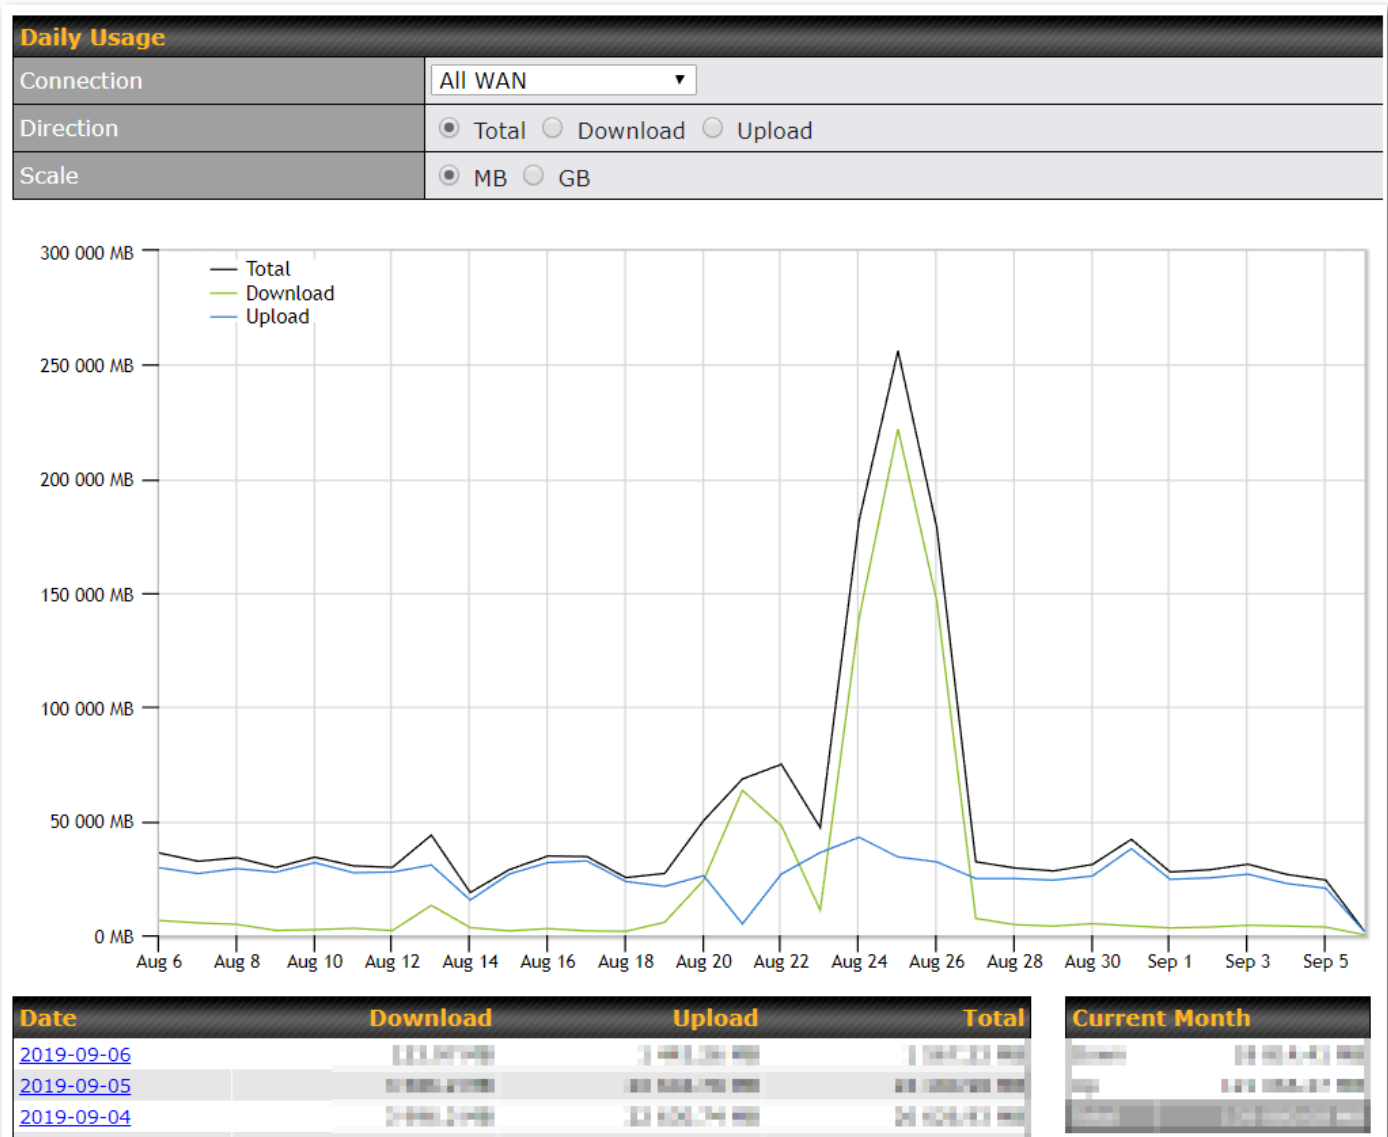 Daily Usage
Connection All WAN
Direction Total Download Upload
Scale MB GB
300 000 MB
Total
Download
Upload
250 000 MB
200 000 MB
150 000 MB
100 000 MB
50 000 MB
0 MB
Aug 6 Aug 8 Aug 10 Aug 12 Aug 14 Aug 16 Aug 18 Aug 20 Aug 22 Aug 24 Aug 26 Aug 28 Aug 30 Sep 1 Sep 3 Sep 5
Date Download Upload Total Current Month
2019-09-06
2019-09-05
2019-09-04